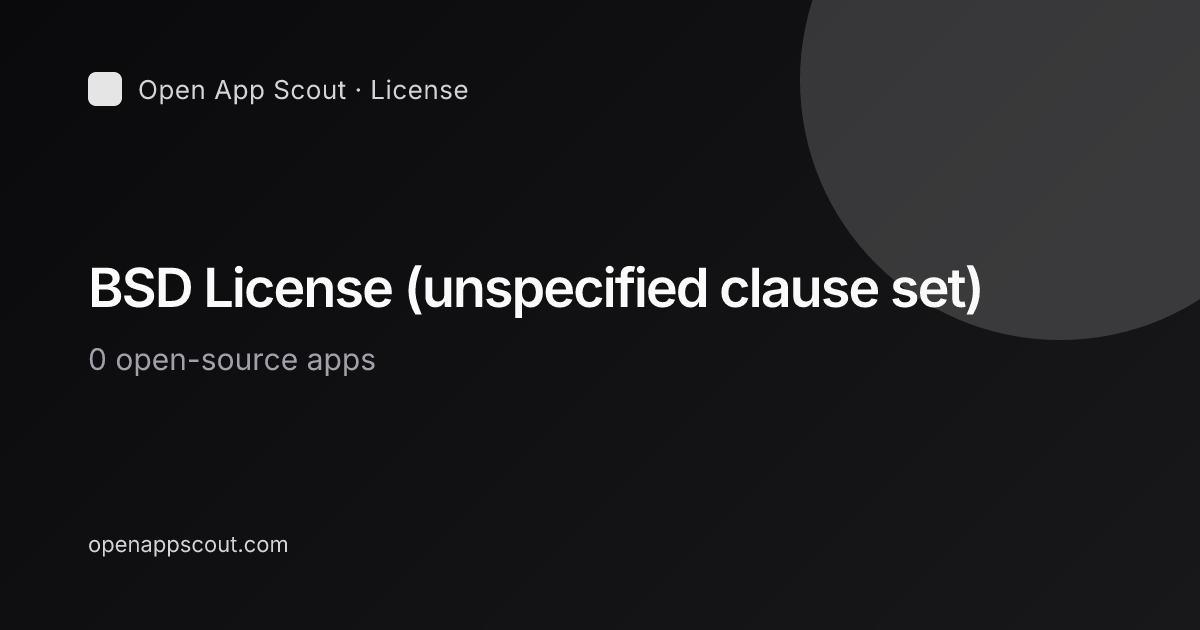 Open App Scout · License
BSD License (unspecified clause set)
0 open-source apps
openappscout.com